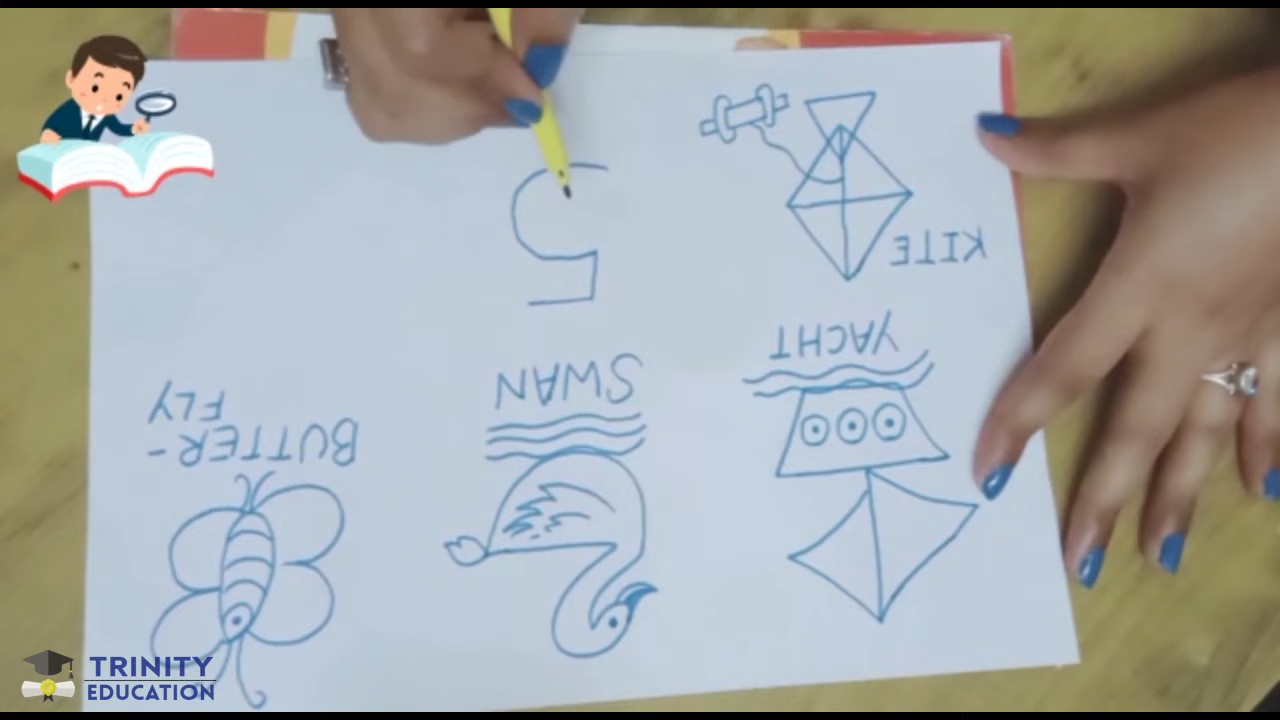 YACHT
SWAN
BUTTER-
FLY
KITE
5
TRINITY
EDUCATION